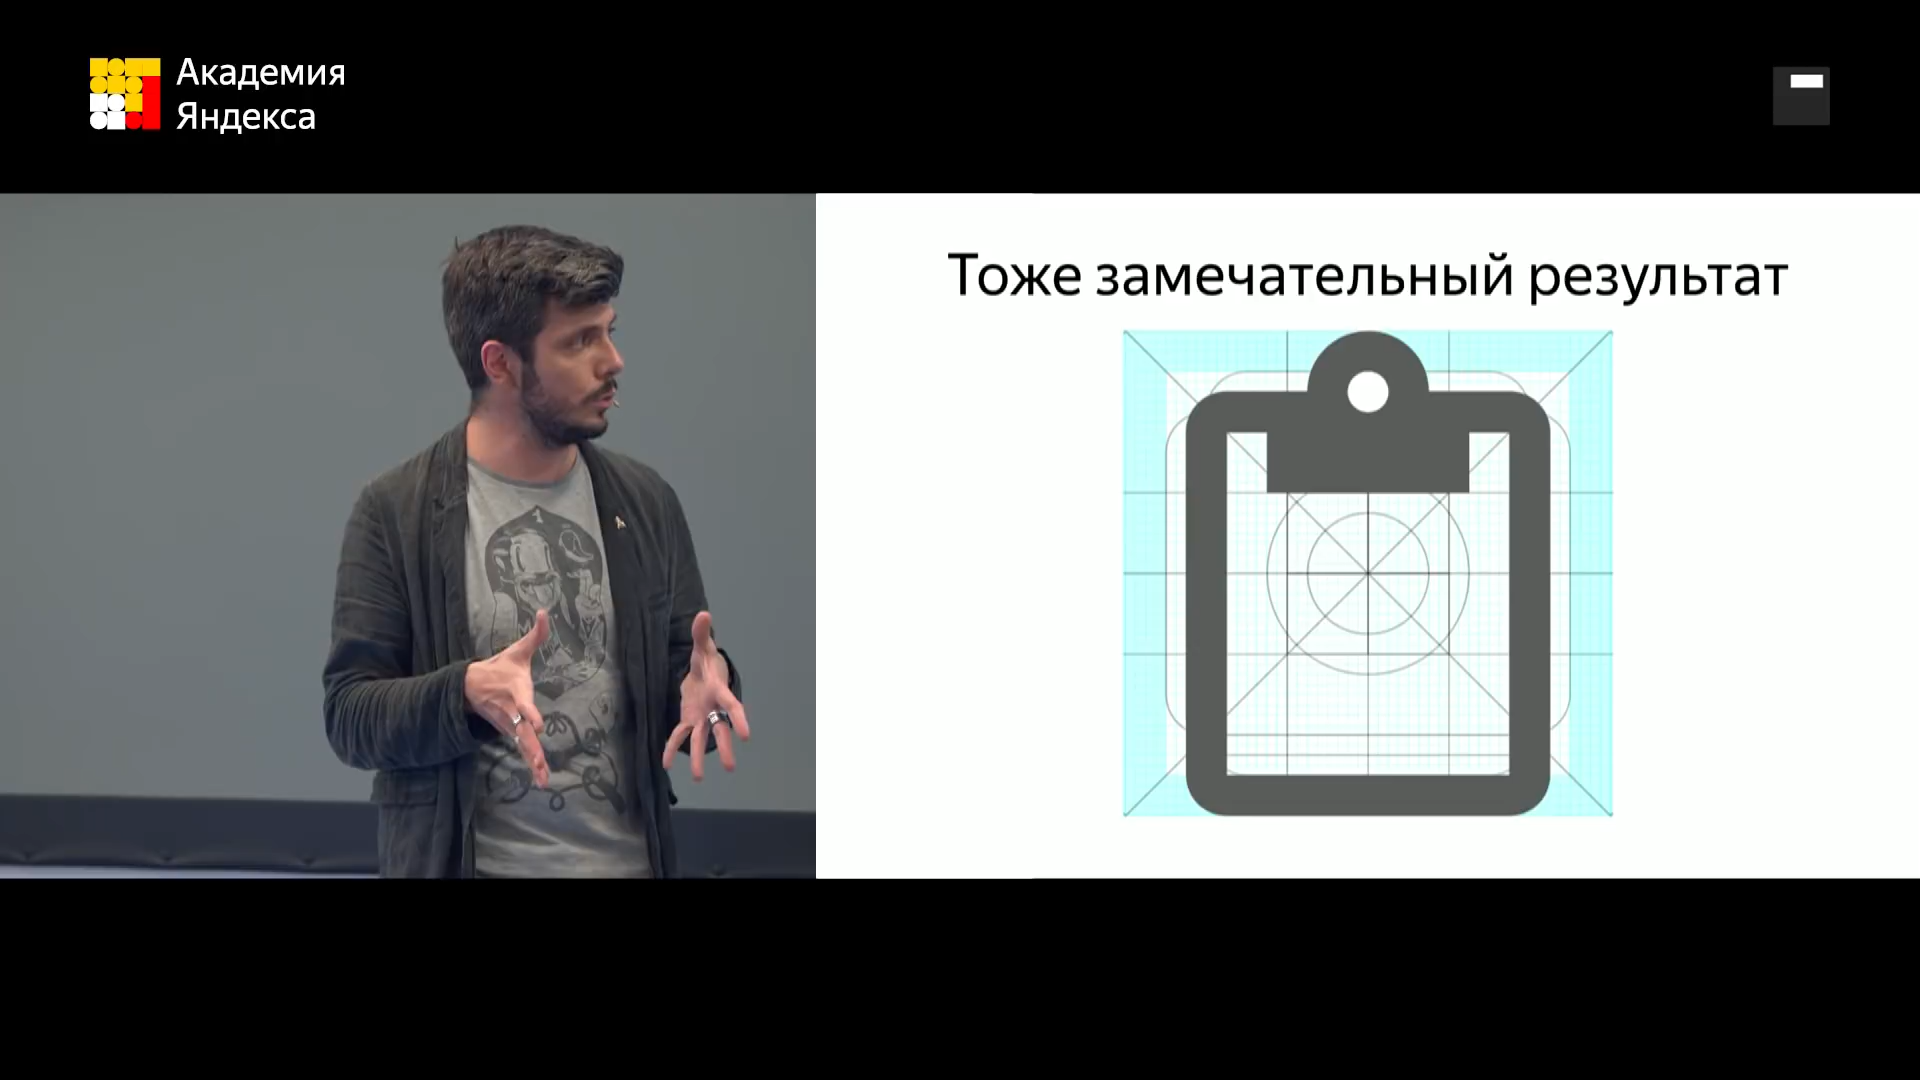 Академия
Яндекса
Тоже замечательный результат